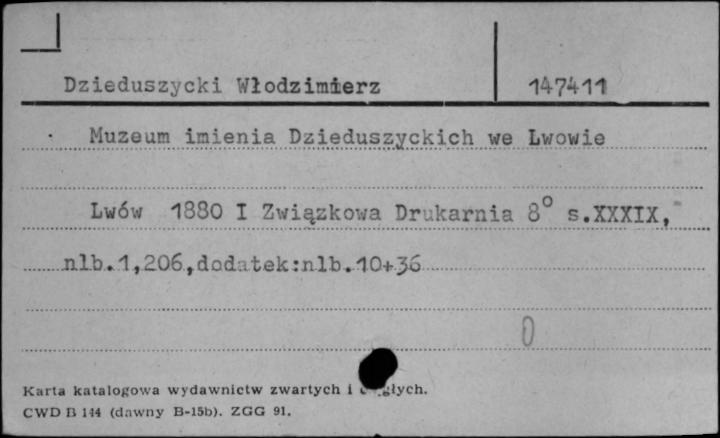 Dzieduszycki Włodzimierz 147411
Muzeum imienia Dzieduszyckich we Lwowie
Lwów 1880 I Związkowa Drukarnia 8° s.XXXIX,
nlb.1,206,dodatek:nlb.10+36
0
Karta katalogowa wydawnictw zwartych i
CWD B 144 (dawny B-15b). ZGG 91.